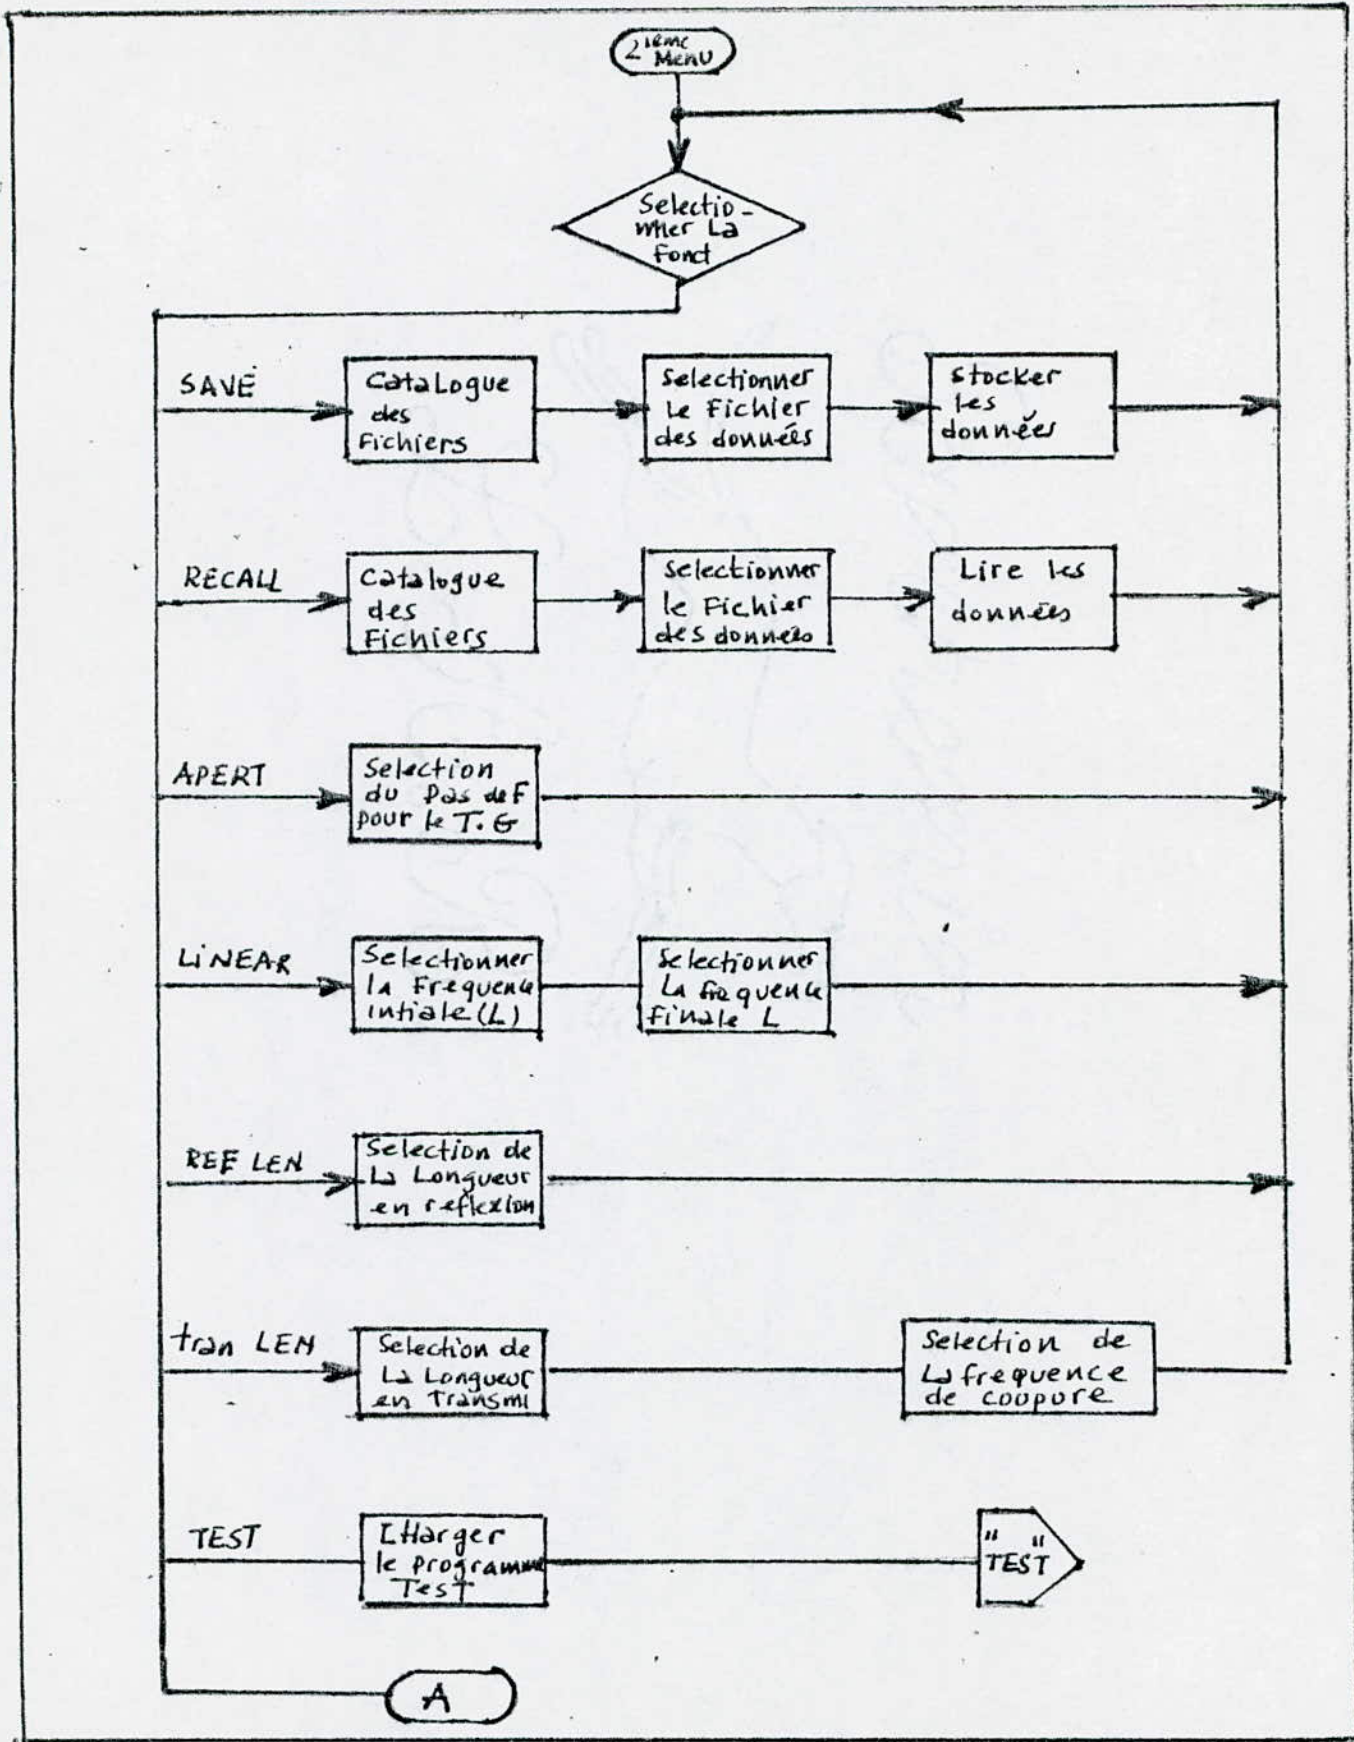 2ieme
Menu
Selectio-
nner La
fonct
SAVE
Catalogue
des
Fichiers
Selectionner
le Fichier
des données
Stocker
les
données
RECALL
Catalogue
des
Fichiers
Selectionner
le Fichier
des données
Lire les
données
APERT
Selection
du Pas de F
pour le T.G
LiNEAR
Selectionner
la Frequence
intiale (L)
Selectionner
La frequence
finale L
REF LEN
Selection de
La Longueur
en reflexion
tran LEN
Selection de
La Longueur
en Transmi
Selection de
La frequence
de coupure
TEST
CHarger
le programme
Test
"TEST"
A